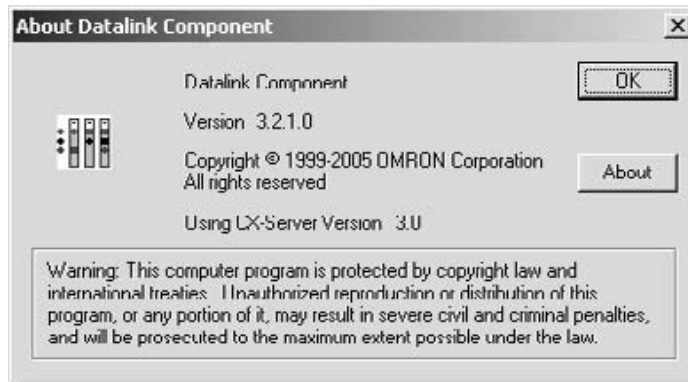 About Datalink Component
Datalink Component
OK
Version 3.2.1.0
Copyright © 1999-2005 OMRON Corporation
All rights reserved
About
Using CX-Server Version 3.0
Warning: This computer program is protected by copyright law and
international treaties. Unauthorized reproduction or distribution of this
program, or any portion of it, may result in severe civil and criminal penalties,
and will be prosecuted to the maximum extent possible under the law.